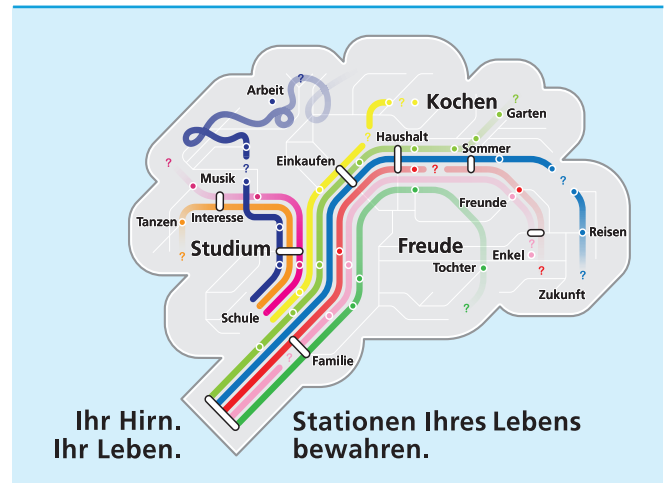 ?
Arbeit
Kochen
?
?
Garten
?
Haushalt
?
Einkaufen
Sommer
?
?
?
?
Musik
Freunde
Tanzen
Interesse
Reisen
Studium
Freude
?
Enkel
?
Tochter
?
?
Zukunft
Schule
?
?
Familie
Ihr Hirn.
Ihr Leben.
Stationen Ihres Lebens
bewahren.